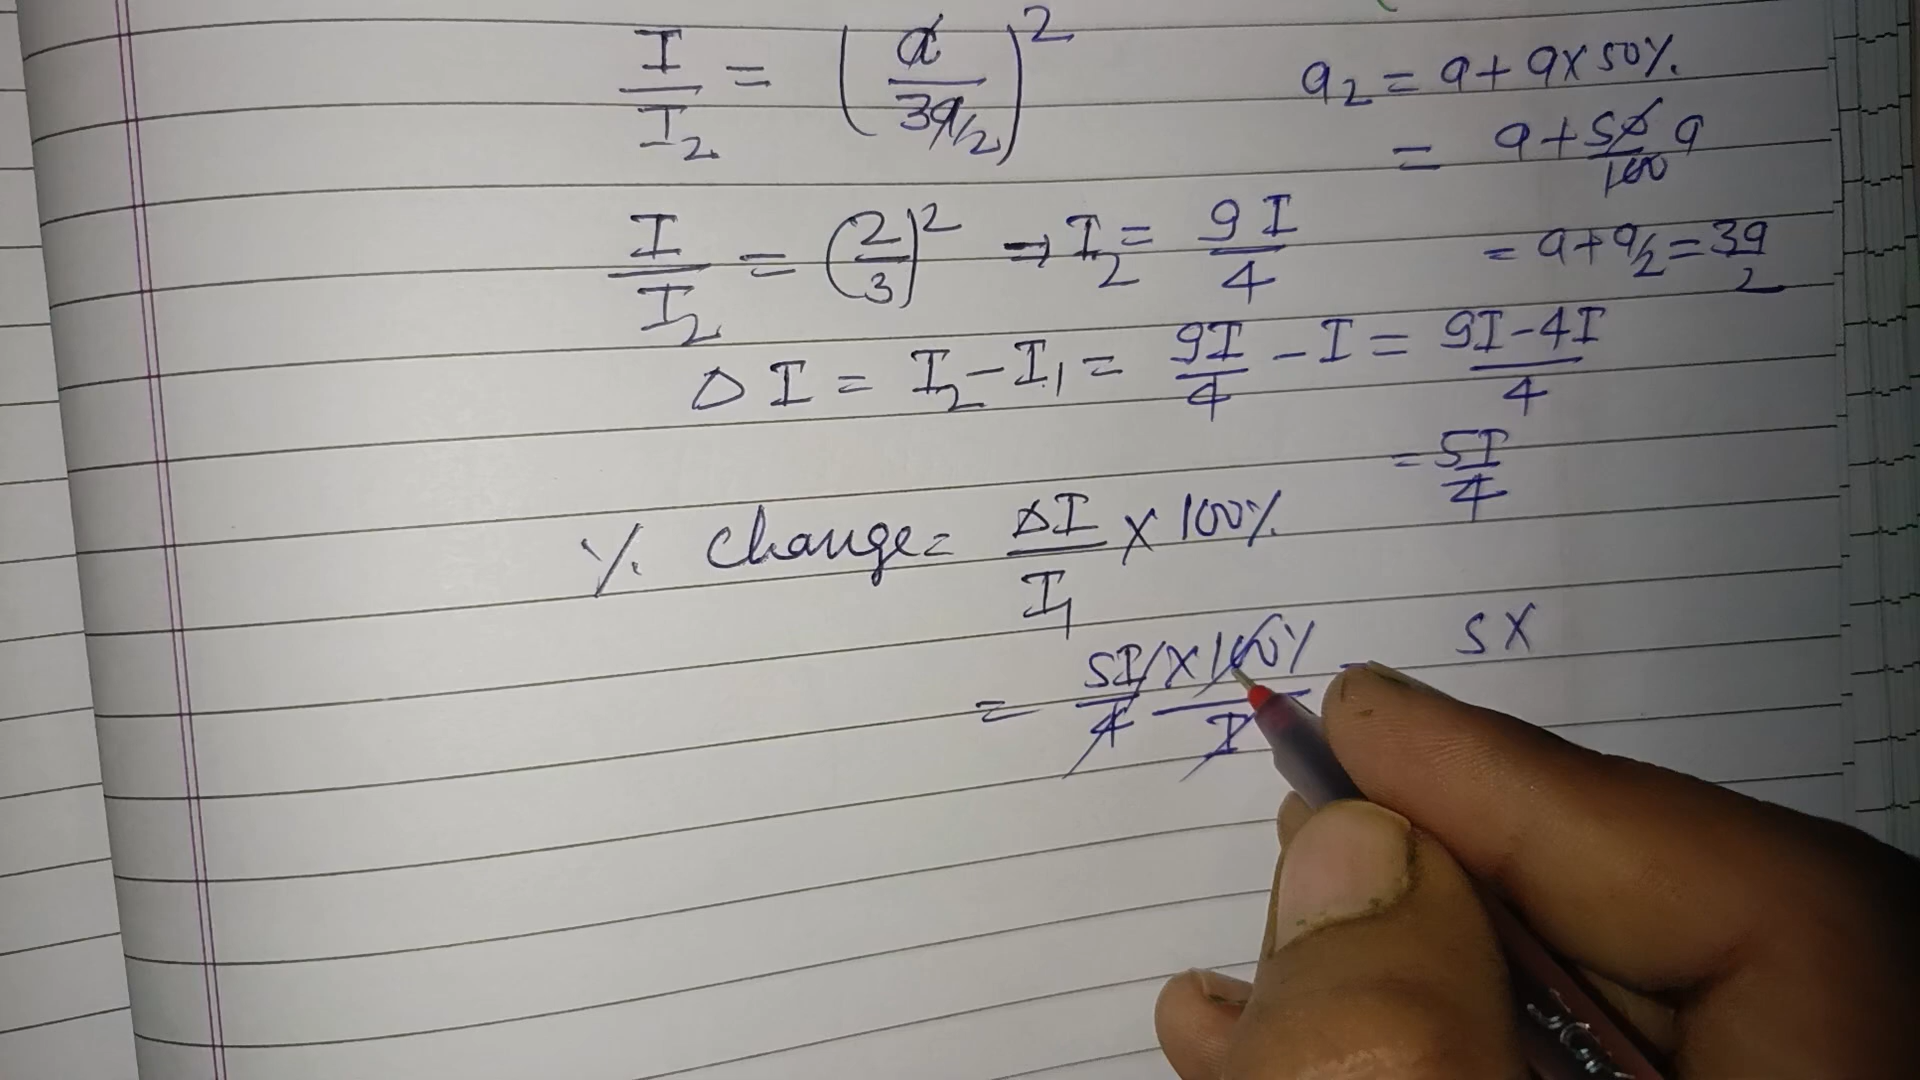 I/I₂ = (a/(3a/2))²
a₂ = a + a × 50%
= a + 50/100 a
I/I₂ = (2/3)² ⇒ I₂ = 9I/4
= a + a/2 = 3a/2
Δ I = I₂ - I₁ = 9I/4 - I = 9I-4I/4
= 5I/4
% change = ΔI/I₁ × 100%
= 5I/4 × 100%/I = 5 ×